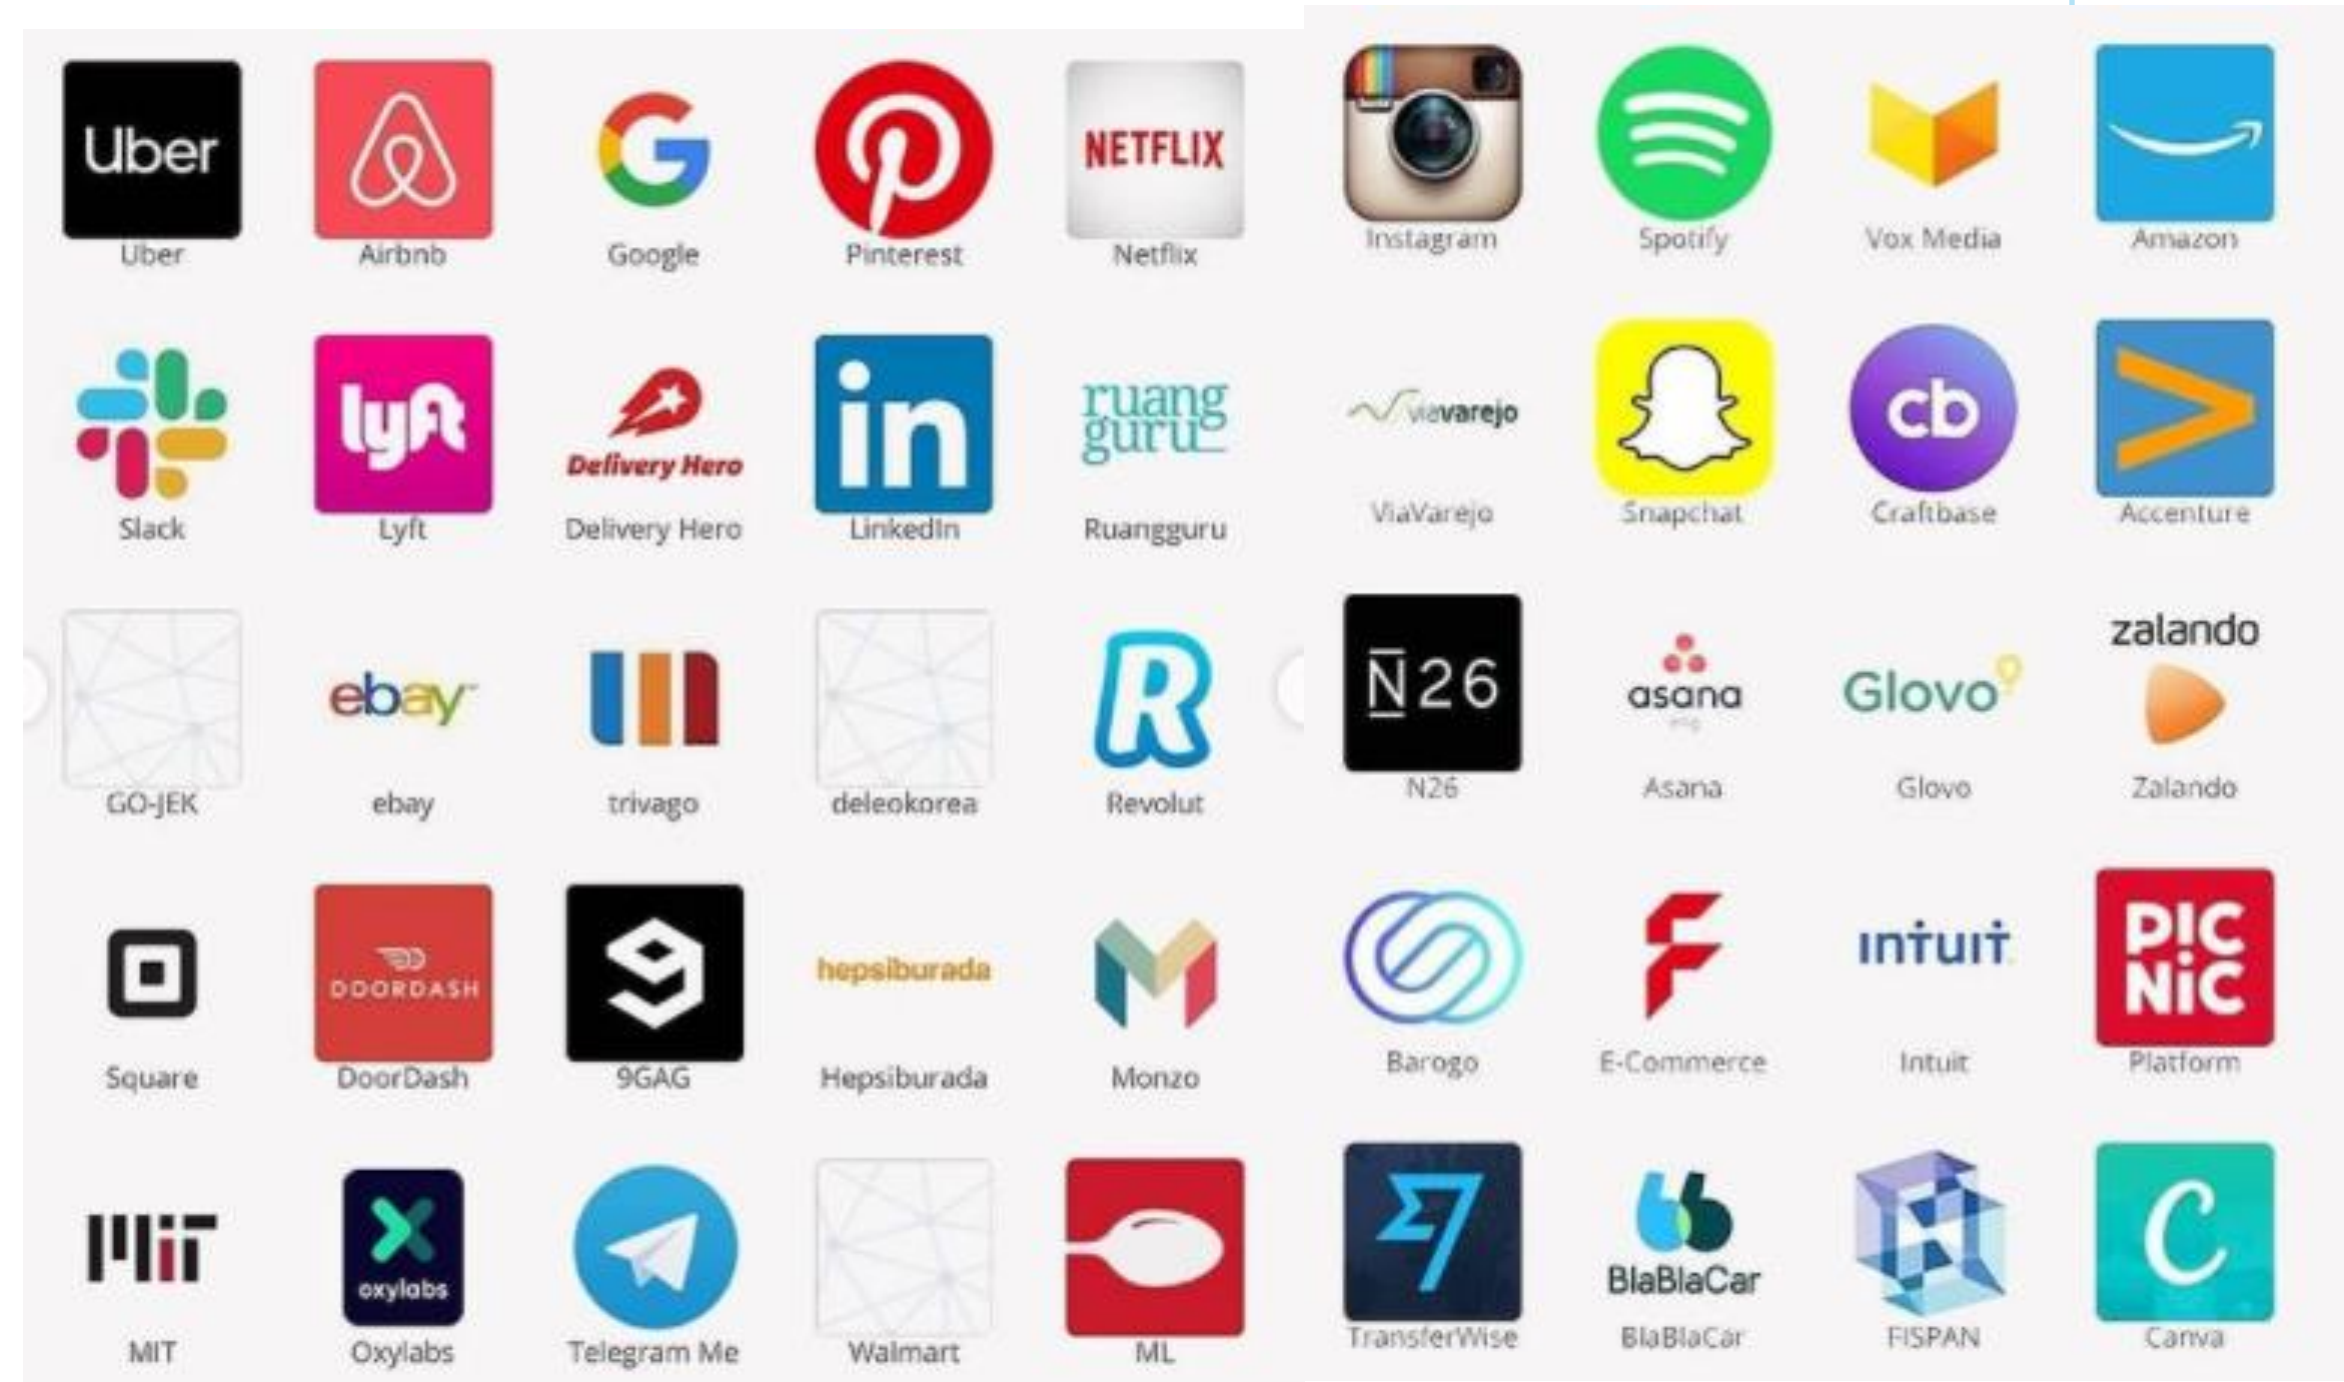 Uber
NETFLIX
Uber Airbnb Google Pinterest Netflix Instagram Spotify Vox Media Amazon
lyft
Delivery Hero
in
ruang
guru
viavarejo
cb
Slack Lyft Delivery Hero LinkedIn Ruangguru ViaVarejo Snapchat Craftbase Accenture
ebay
R
N26
asana
Glovo
zalando
GO-JEK ebay trivago deleokorea Revolut N26 Asana Glovo Zalando
DOORDASH
9
hepsiburada
M
F
intuit
PIC
NiC
Square DoorDash 9GAG Hepsiburada Monzo Barogo E-Commerce Intuit Platform
MiT
oxylabs
BlaBlaCar
C
MIT Oxylabs Telegram Me Walmart ML TransferWise BlaBlaCar FISPAN Canva